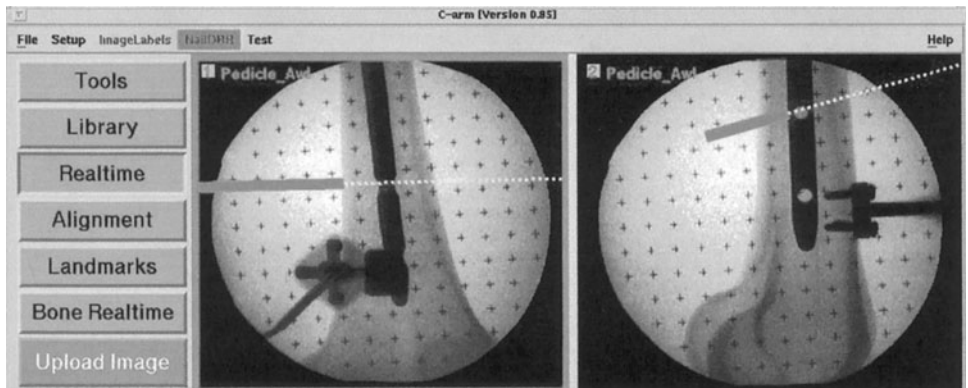 C-arm [Version 0.85]
File Setup ImageLabels NailDRR Test Help
Tools
Library
Realtime
Alignment
Landmarks
Bone Realtime
Upload Image
1 Pedicle_Awl
2 Pedicle_Awl